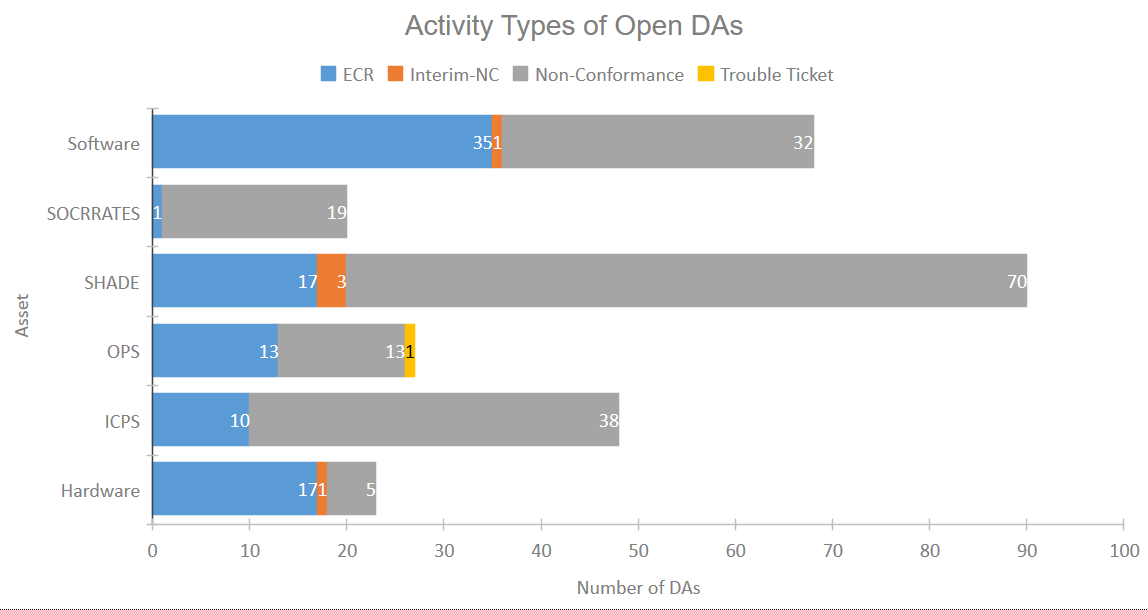 Activity Types of Open DAs
ECR Interim-NC Non-Conformance Trouble Ticket
Software 35 1 32
SOCRRATES 1 19
SHADE 17 3 70
Asset
OPS 13 13 1
ICPS 10 38
Hardware 17 1 5
0 10 20 30 40 50 60 70 80 90 100
Number of DAs